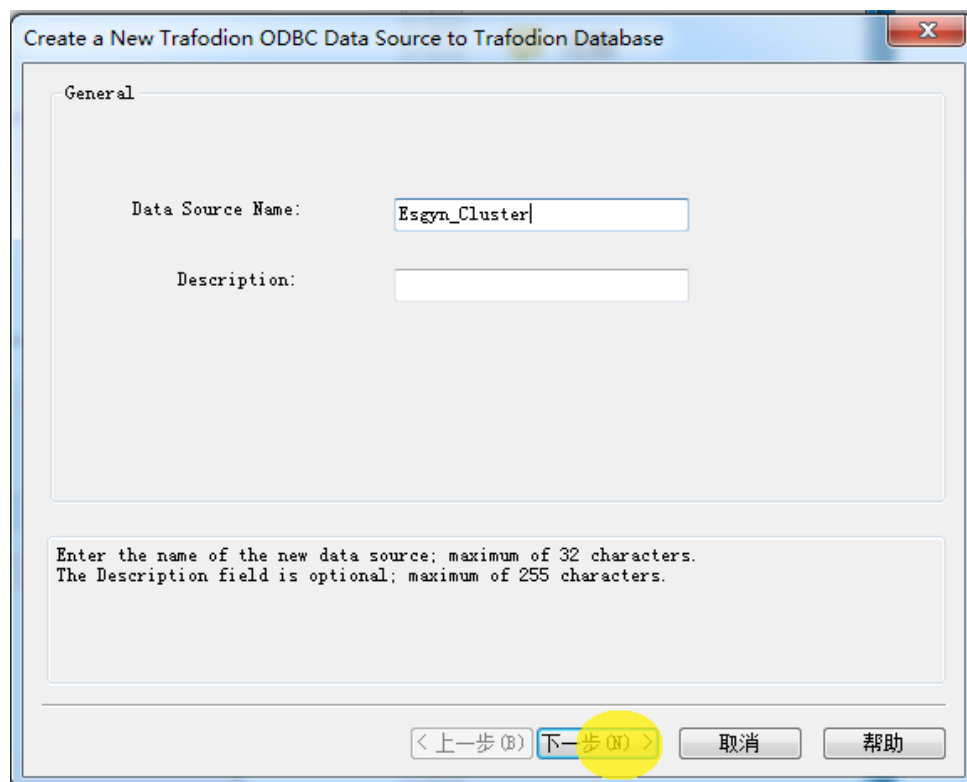 Create a New Trafodion ODBC Data Source to Trafodion Database
General
Data Source Name:
Esgyn_Cluster
Description:
Enter the name of the new data source; maximum of 32 characters.
The Description field is optional; maximum of 255 characters.
< 上一步(B)
下一步(N) >
取消
帮助